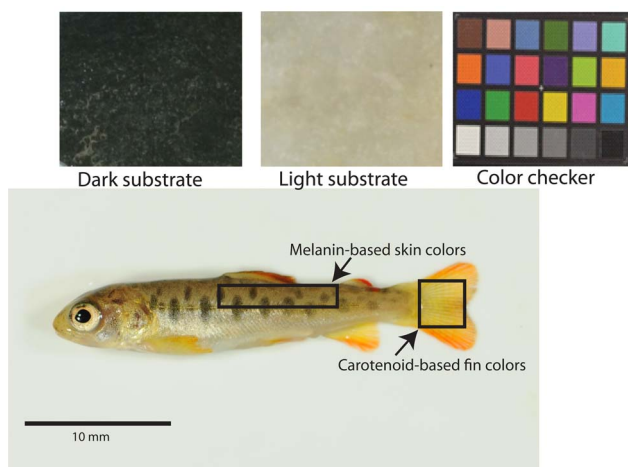 Dark substrate
Light substrate
Color checker
Melanin-based skin colors
Carotenoid-based fin colors
10 mm